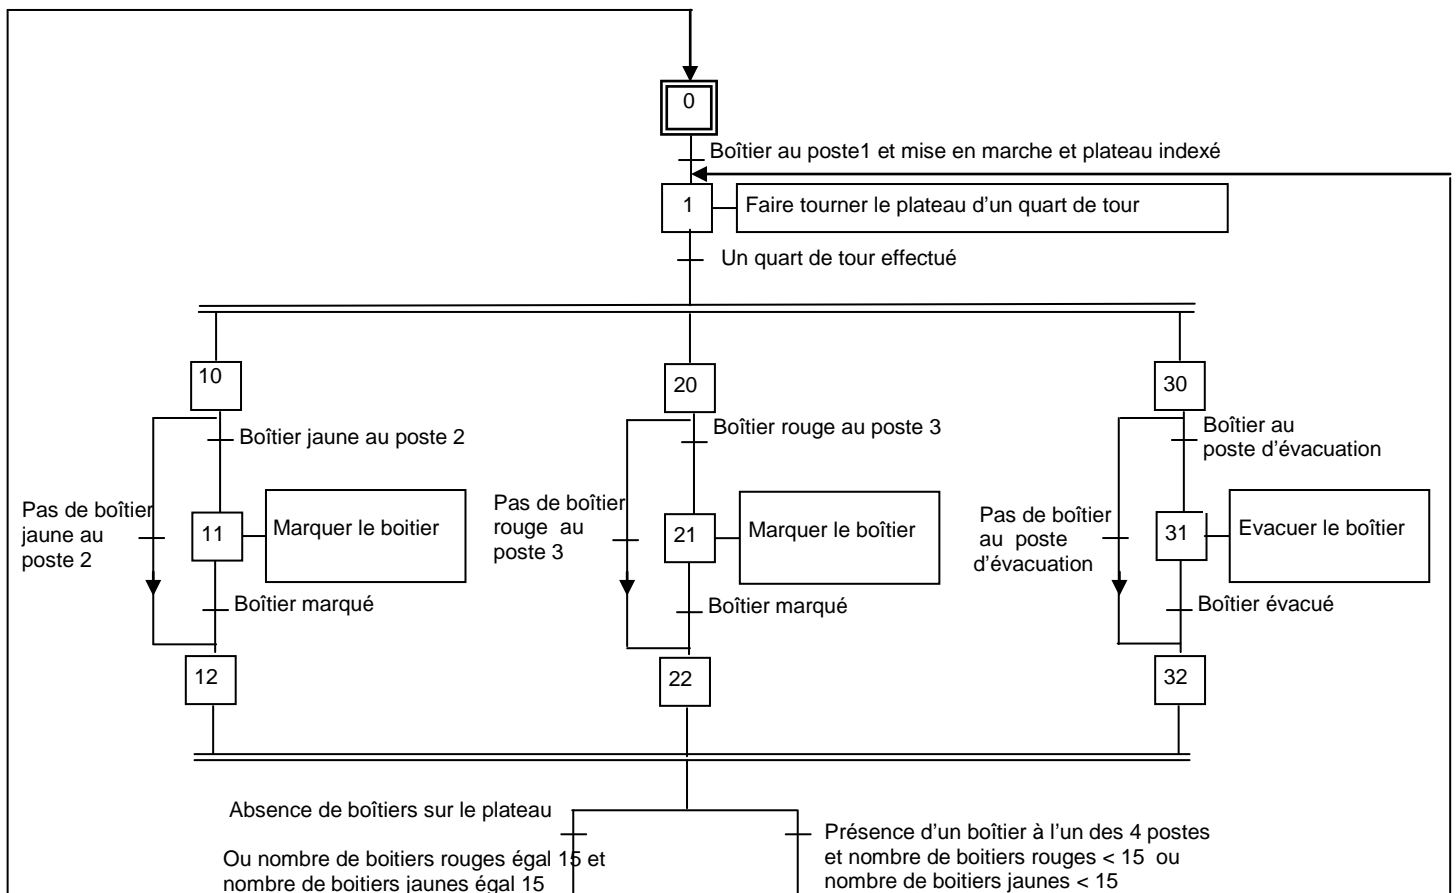 0
Boîtier au poste1 et mise en marche et plateau indexé
1
Faire tourner le plateau d'un quart de tour
Un quart de tour effectué
10
20
30
Boîtier jaune au poste 2
Boîtier rouge au poste 3
Boîtier au
poste d'évacuation
Pas de boîtier
jaune au
poste 2
11
Marquer le boitier
Pas de boîtier
rouge au
poste 3
21
Marquer le boîtier
Pas de boîtier
au poste
d'évacuation
31
Evacuer le boîtier
Boîtier marqué
Boîtier marqué
Boîtier évacué
12
22
32
Absence de boîtiers sur le plateau
Ou nombre de boitiers rouges égal 15 et
nombre de boitiers jaunes égal 15
Présence d'un boîtier à l'un des 4 postes
et nombre de boitiers rouges < 15 ou
nombre de boitiers jaunes < 15